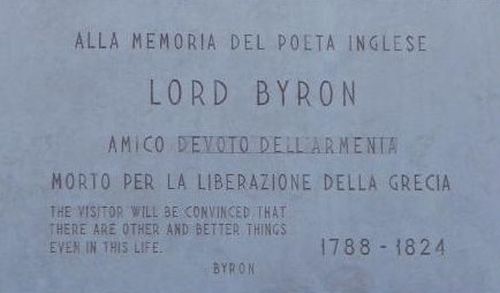 ALLA MEMORIA DEL POETA INGLESE
LORD BYRON
AMICO DEVOTO DELL'ARMENIA
MORTO PER LA LIBERAZIONE DELLA GRECIA
THE VISITOR WILL BE CONVINCED THAT
THERE ARE OTHER AND BETTER THINGS
EVEN IN THIS LIFE.
BYRON
1788 - 1824